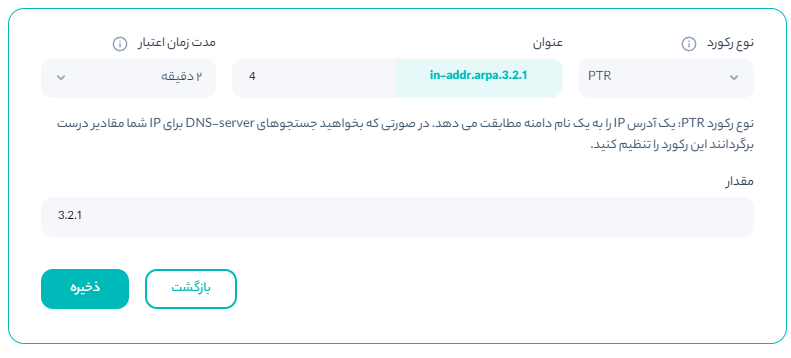 نوع رکورد
عنوان
مدت زمان اعتبار
PTR
4
in-addr.arpa.3.2.1
۲ دقیقه
نوع رکورد PTR: یک آدرس IP را به یک نام دامنه مطابقت می دهد. در صورتی که بخواهید جستجوهای DNS-server برای IP شما مقادیر درست
برگردانند این رکورد را تنظیم کنید.
مقدار
3.2.1
بازگشت
ذخیره